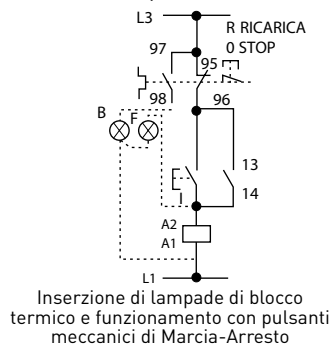 L3
R RICARICA
0 STOP
97
95
98
96
B
F
13
14
I
A2
A1
L1
Inserzione di lampade di blocco
termico e funzionamento con pulsanti
meccanici di Marcia-Arresto